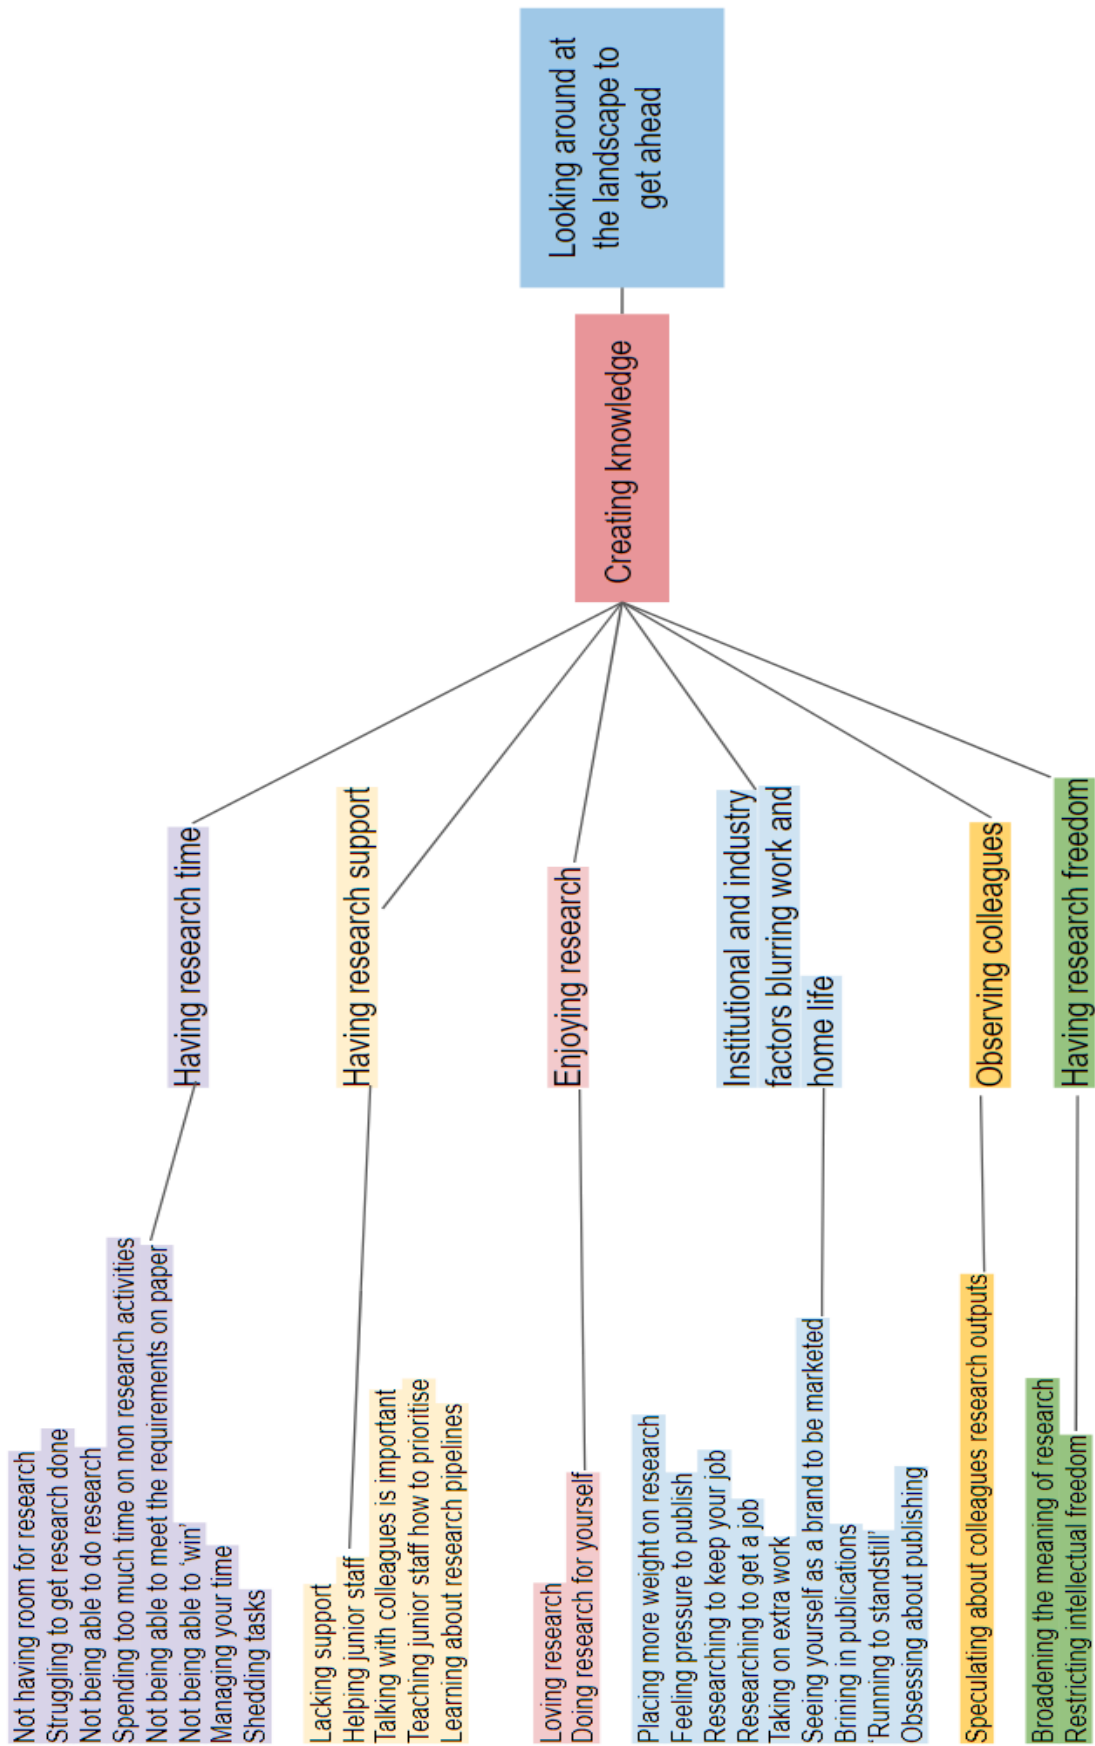 Not having room for research
Struggling to get research done
Not being able to do research
Spending too much time on non research activities
Not being able to meet the requirements on paper
Not being able to ‘win’
Managing your time
Shedding tasks
Lacking support
Helping junior staff
Talking with colleagues is important
Teaching junior staff how to prioritise
Learning about research pipelines
Loving research
Doing research for yourself
Placing more weight on research
Feeling pressure to publish
Researching to keep your job
Researching to get a job
Taking on extra work
Seeing yourself as a brand to be marketed
Brining in publications
‘Running to standstill’
Obsessing about publishing
Speculating about colleagues research outputs
Broadening the meaning of research
Restricting intellectual freedom
Having research time
Having research support
Enjoying research
Institutional and industry
factors blurring work and
home life
Observing colleagues
Having research freedom
Creating knowledge
Looking around at
the landscape to
get ahead